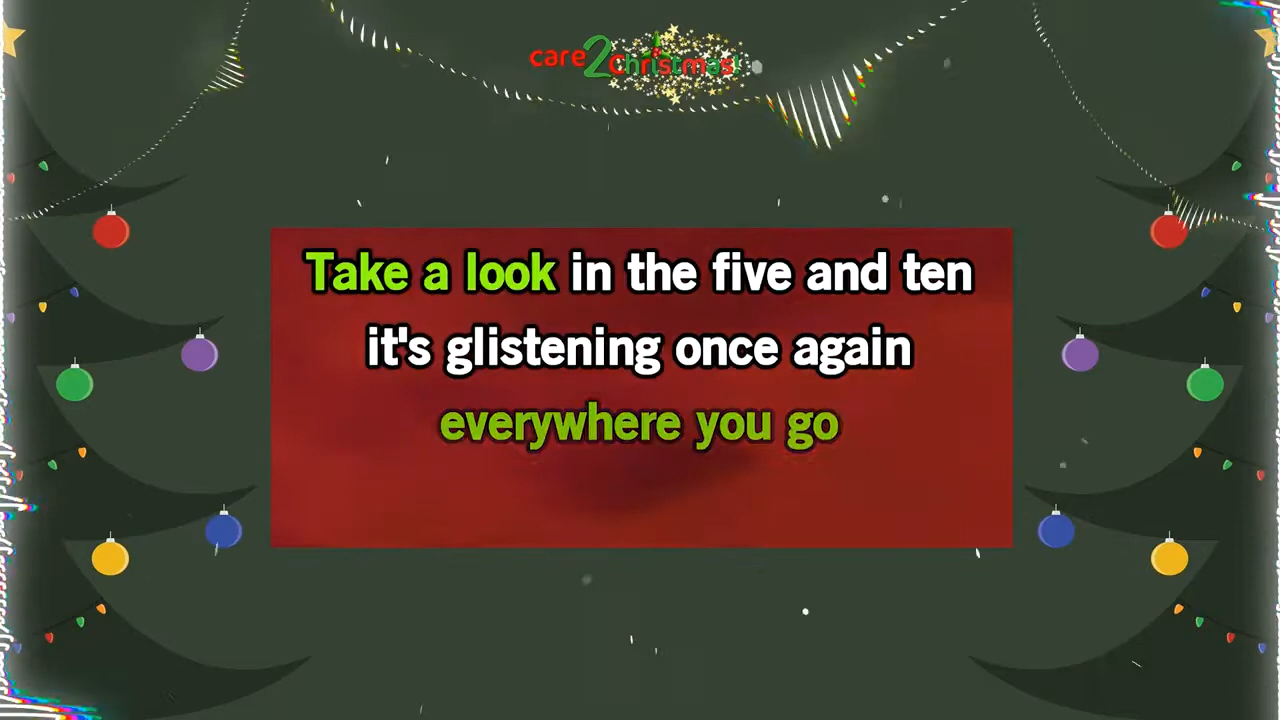 care2Christmas!
Take a look in the five and ten
it's glistening once again
everywhere you go